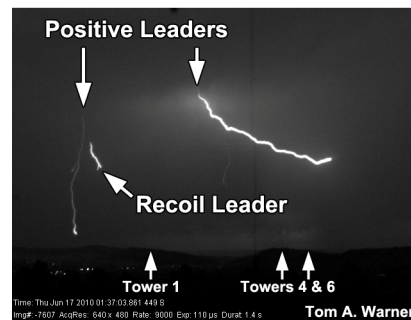 Positive Leaders
Recoil Leader
Tower 1
Towers 4 & 6
Time: Thu Jun 17 2010 01:37:03.861 449 S
Img#: -7607 AcqRes: 640 x 480 Rate: 9000 Exp: 110 µs Durat: 1.4 s
Tom A. Warner